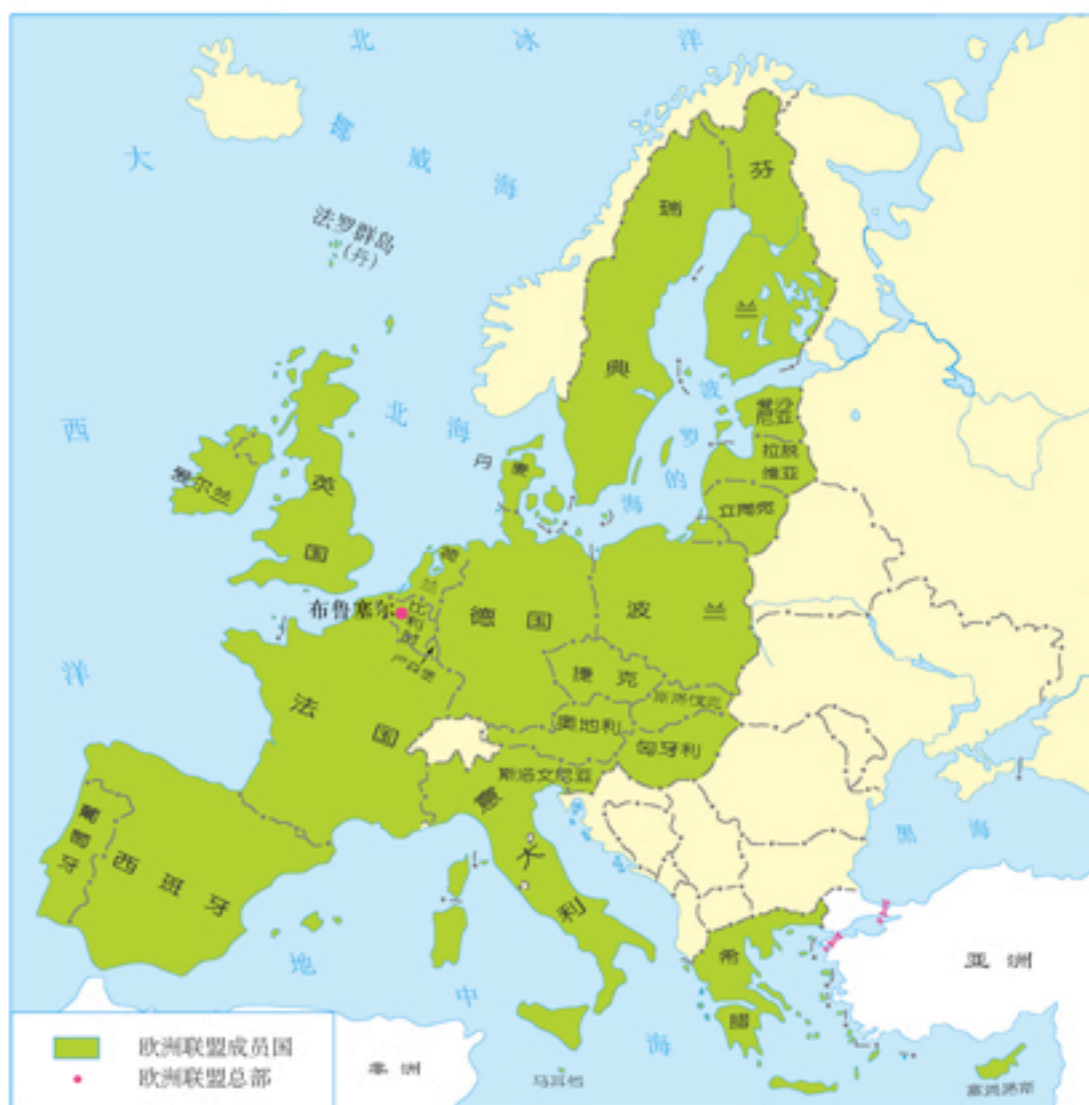 北冰洋
挪威海
大西洋
法罗群岛
(丹)
瑞典
芬兰
波罗的海
北海
爱沙尼亚
拉脱维亚
立陶宛
丹麦
爱尔兰
英国
荷兰
布鲁塞尔
比利时
卢森堡
德国
波兰
捷克
斯洛伐克
奥地利
匈牙利
法国
斯洛文尼亚
意大利
葡萄牙
西班牙
黑海
地中海
希腊
亚洲
非洲
马耳他
塞浦路斯
欧洲联盟成员国
欧洲联盟总部